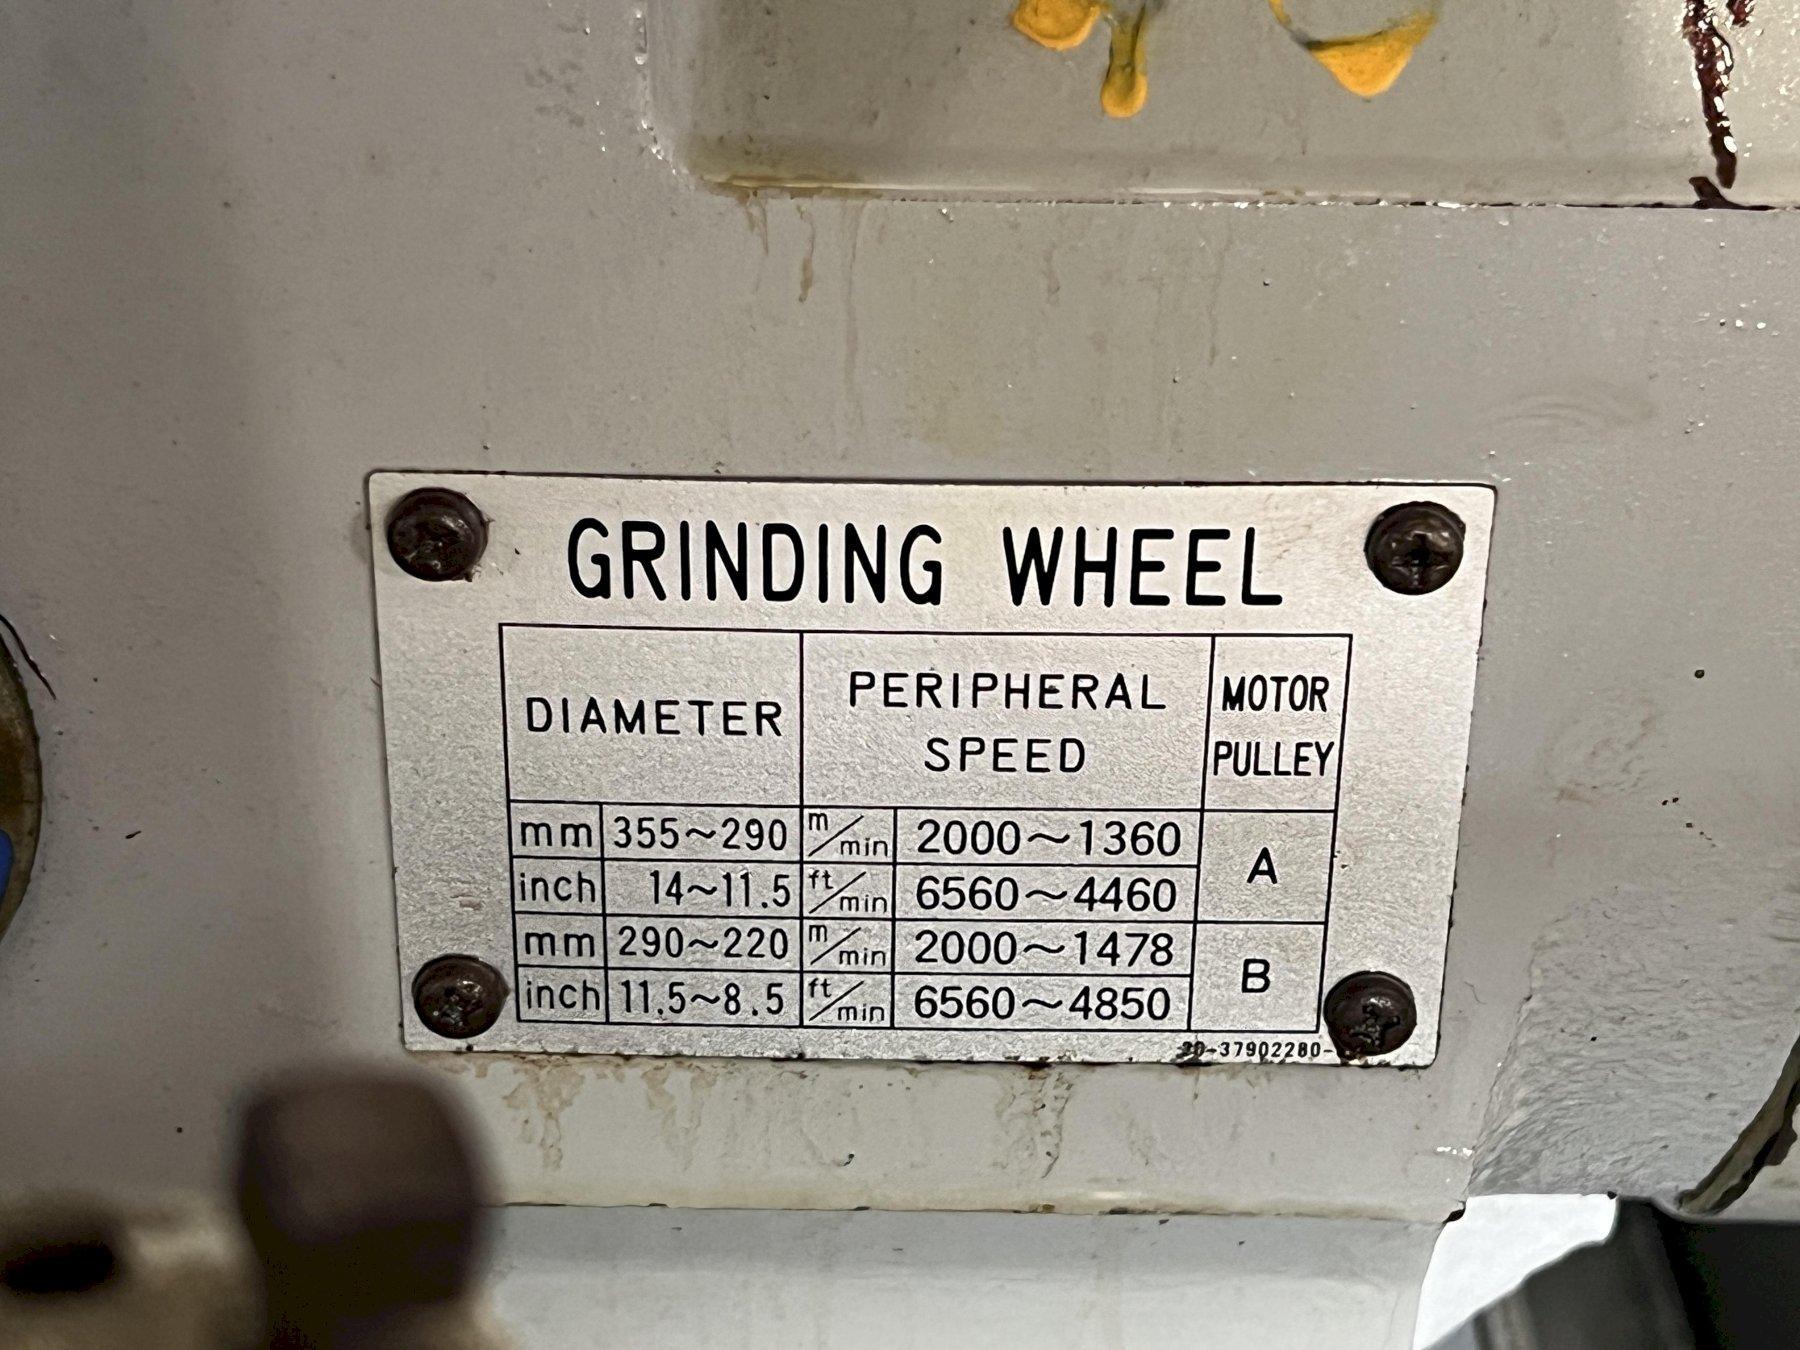 GRINDING WHEEL
DIAMETER
PERIPHERAL
SPEED
MOTOR
PULLEY
mm 355~290 m/min 2000~1360 A
inch 14~11.5 ft/min 6560~4460
mm 290~220 m/min 2000~1478 B
inch 11.5~8.5 ft/min 6560~4850
-37902280-